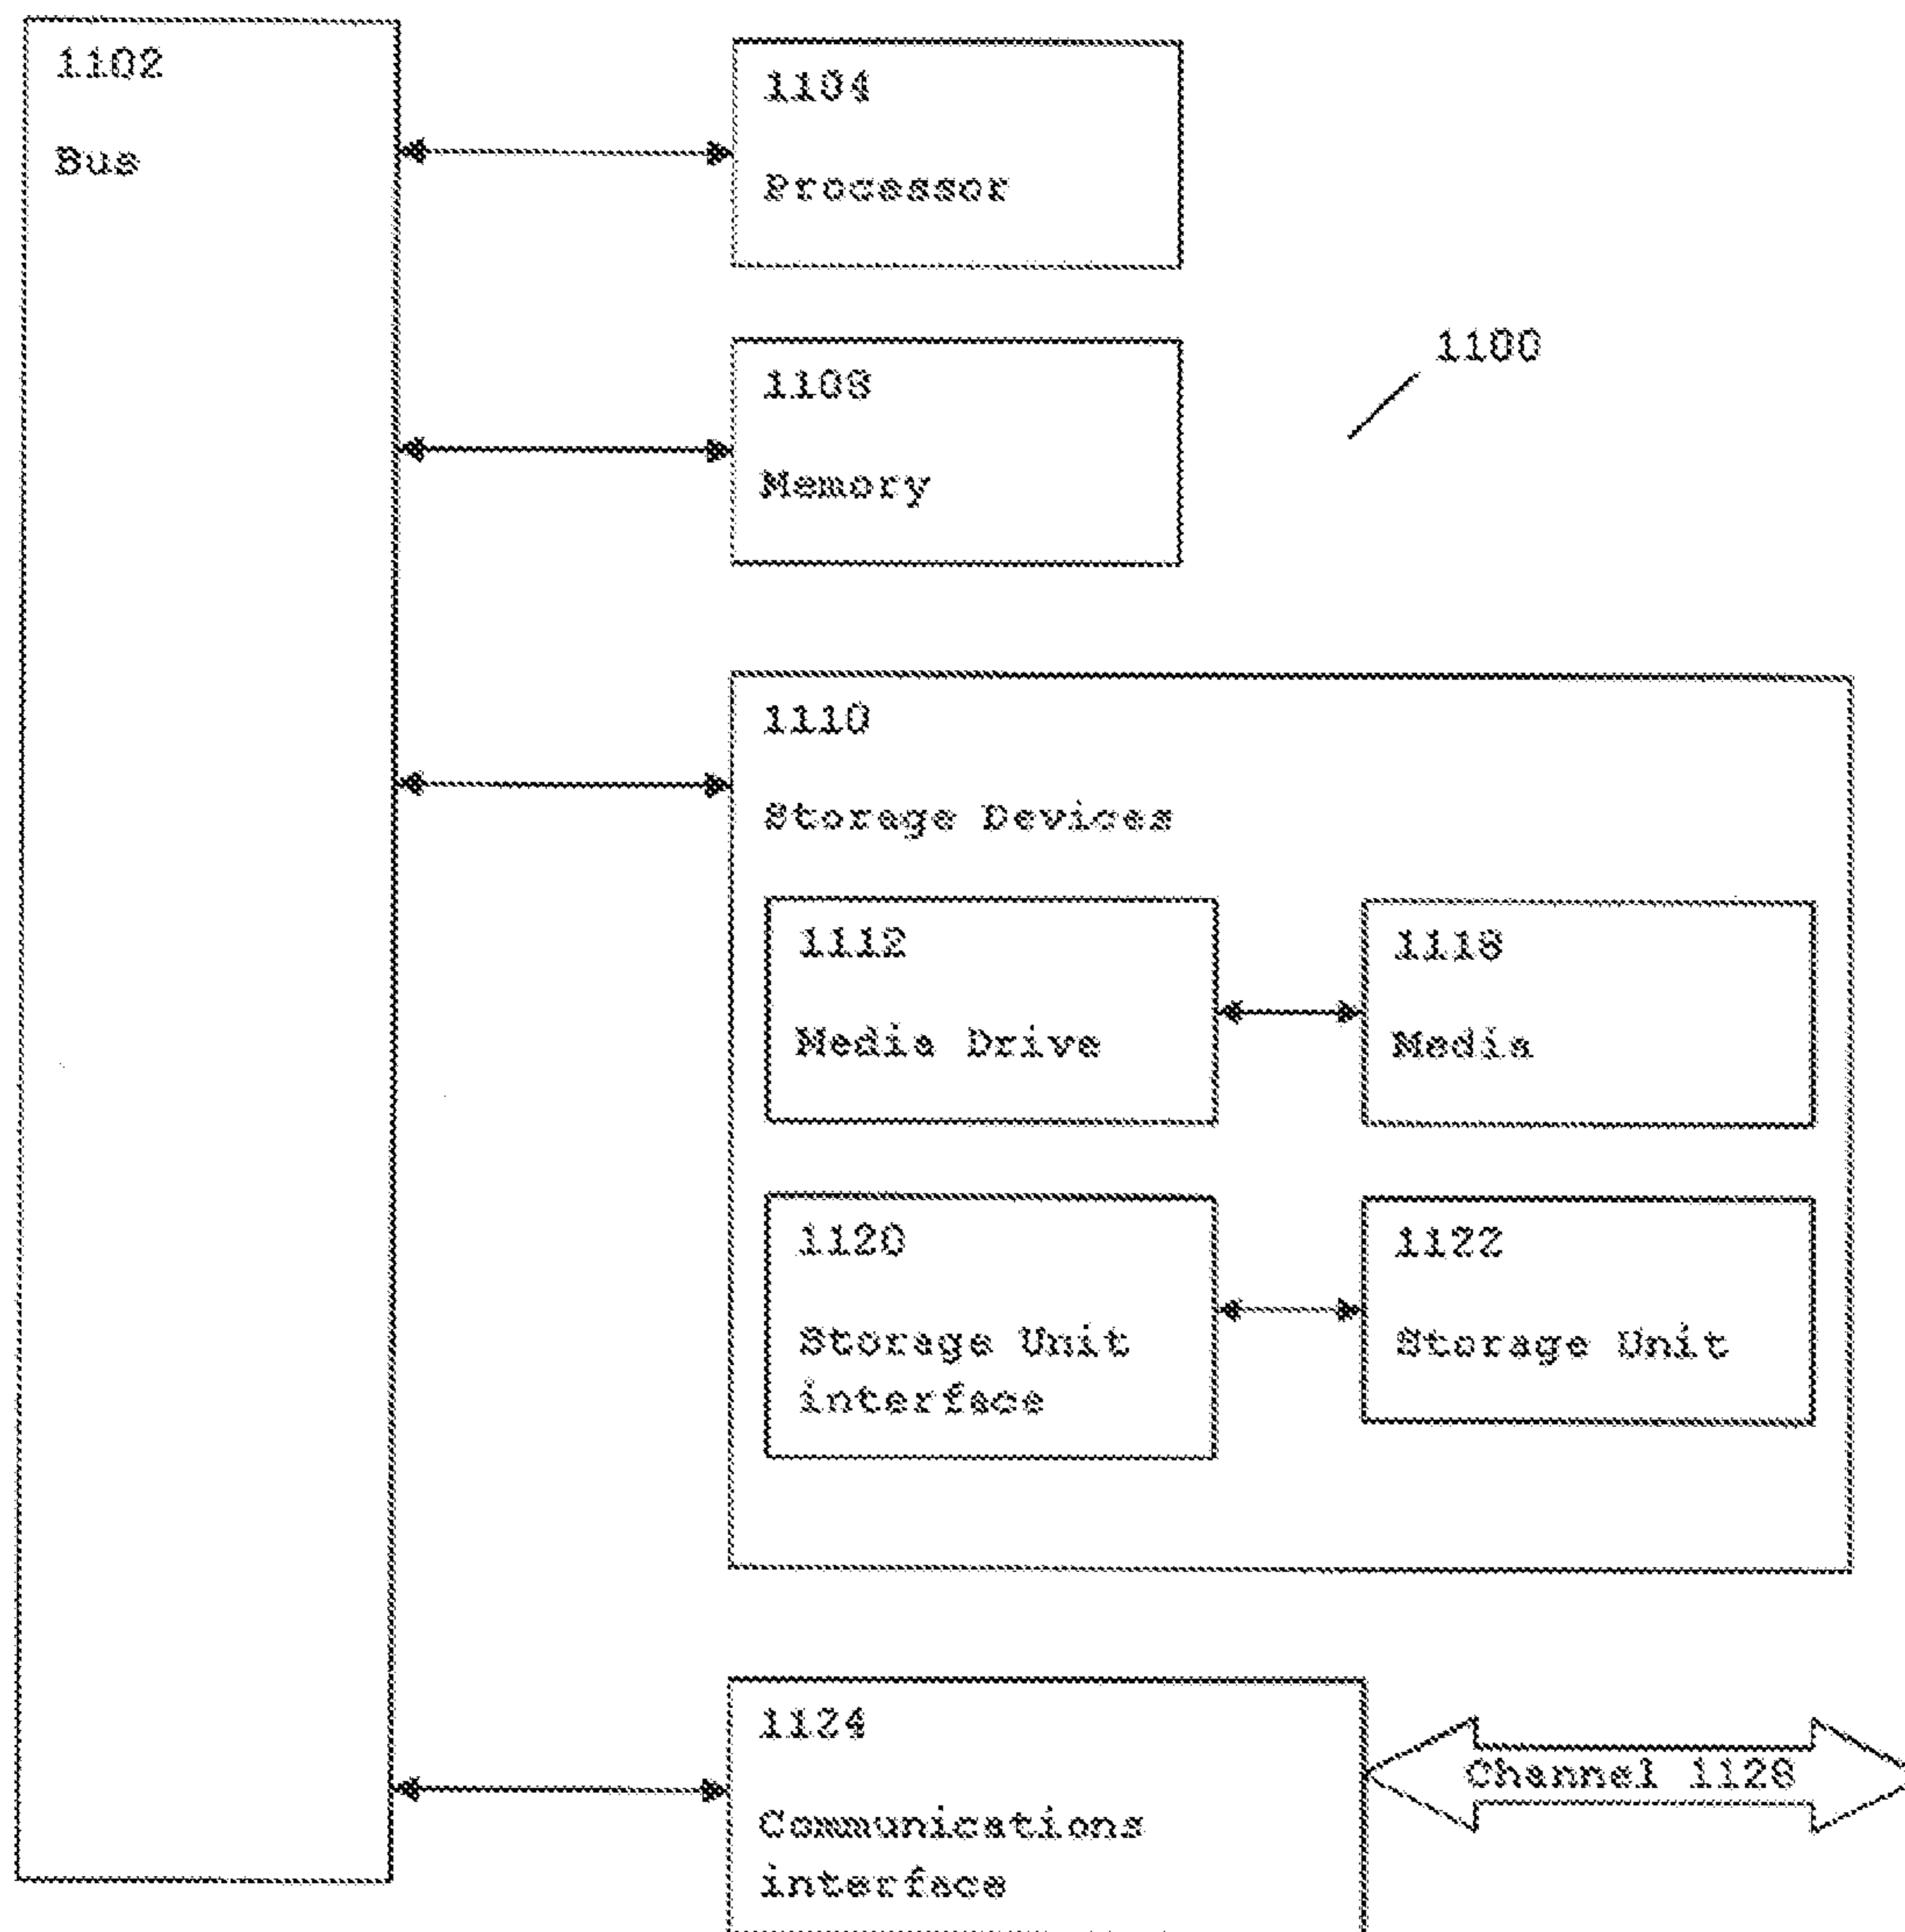 1102
Bus
1104
Processor
1100
1108
Memory
1110
Storage Devices
1112
Media Drive
1118
Media
1120
Storage Unit
interface
1122
Storage Unit
1124
Communications
interface
Channel 1128